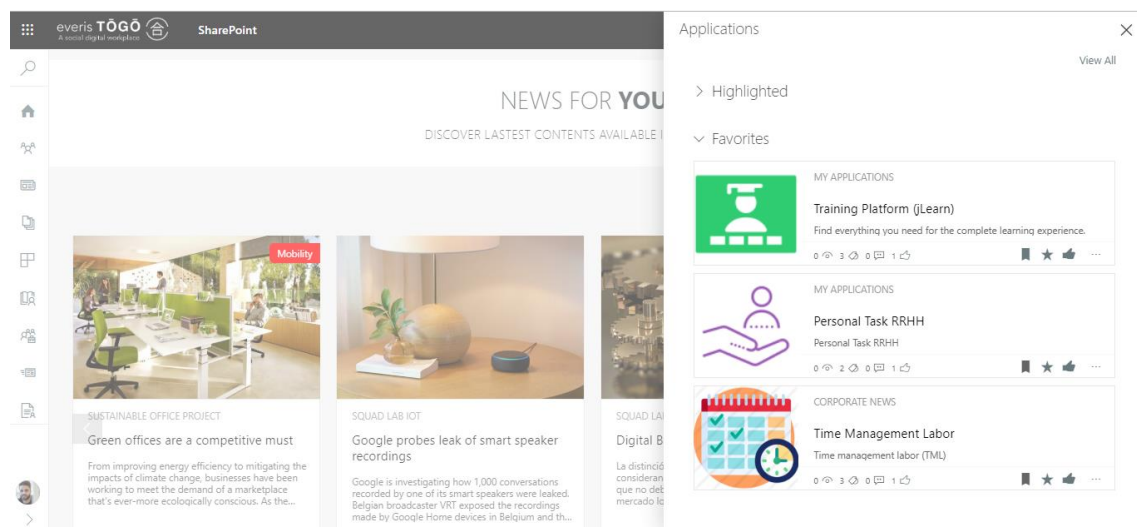 everis TŌGŌ 合
A social digital workplace
SharePoint
NEWS FOR YOU
DISCOVER LASTEST CONTENTS AVAILABLE I
Mobility
SUSTAINABLE OFFICE PROJECT
Green offices are a competitive must
From improving energy efficiency to mitigating the
impacts of climate change, businesses have been
working to meet the demand of a marketplace
that's ever-more ecologically conscious. As the...
SQUAD LAB IOT
Google probes leak of smart speaker
recordings
Google is investigating how 1,000 conversations
recorded by one of its smart speakers were leaked.
Belgian broadcaster VRT exposed the recordings
made by Google Home devices in Belgium and th...
SQUAD LA
Digital B
La distinció
consideran
que no deb
mercado lo
Applications
View All
Highlighted
Favorites
MY APPLICATIONS
Training Platform (jLearn)
Find everything you need for the complete learning experience.
0 3 0 1
MY APPLICATIONS
Personal Task RRHH
Personal Task RRHH
0 2 0 1
CORPORATE NEWS
Time Management Labor
Time management labor (TML)
0 3 0 1